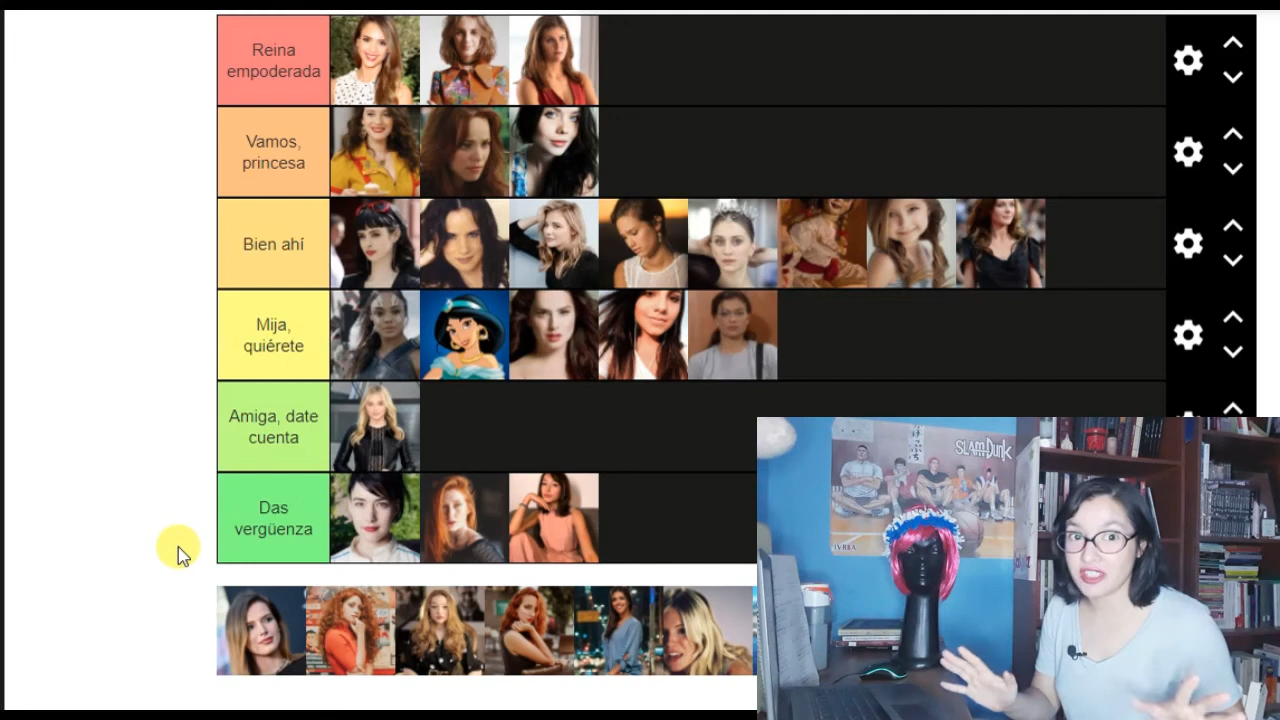 Reina
empoderada
Vamos,
princesa
Bien ahí
Mija,
quiérete
Amiga, date
cuenta
Das
vergüenza
SLAM DUNK